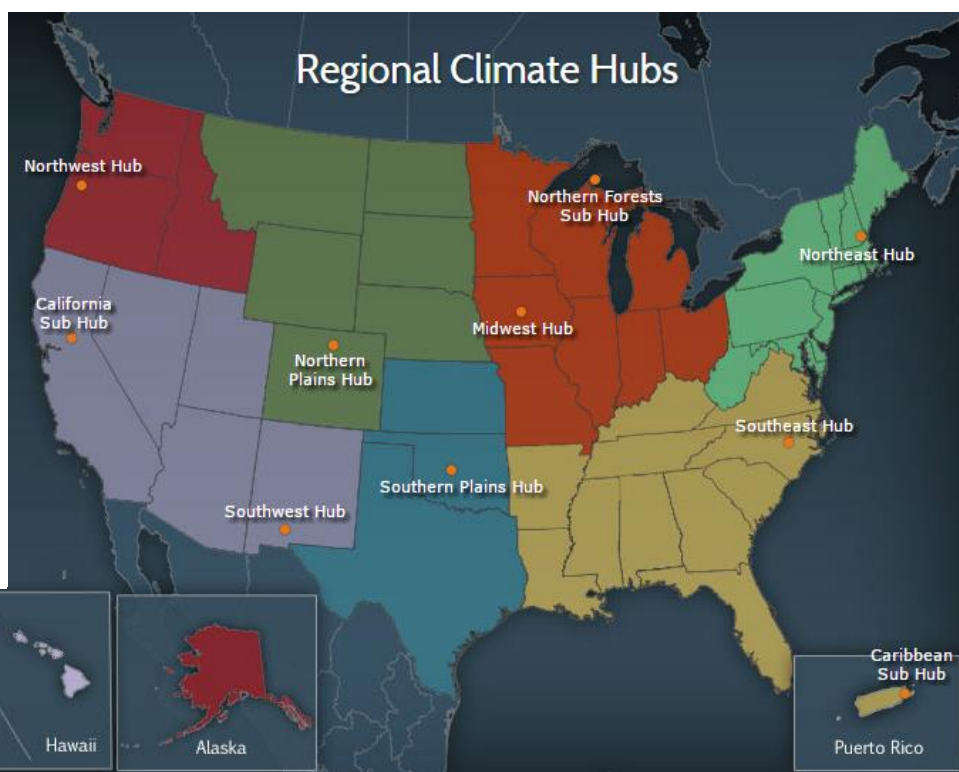 Regional Climate Hubs
Northwest Hub
Northern Forests
Sub Hub
Northeast Hub
California
Sub Hub
Midwest Hub
Northern
Plains Hub
Southeast Hub
Southern Plains Hub
Southwest Hub
Caribbean
Sub Hub
Hawaii
Alaska
Puerto Rico